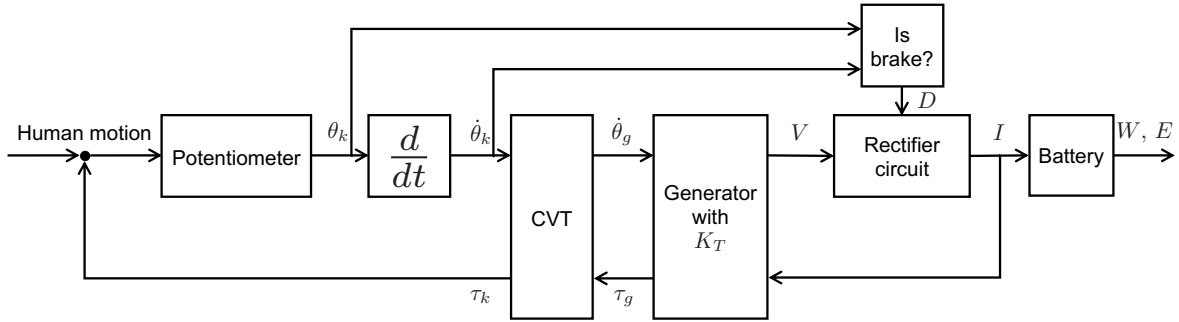 Is
brake?
D
Human motion
θ_k
θ̇_k
θ̇_g
V
I
W, E
Potentiometer
d
dt
CVT
Generator
with
K_T
Rectifier
circuit
Battery
τ_k
τ_g